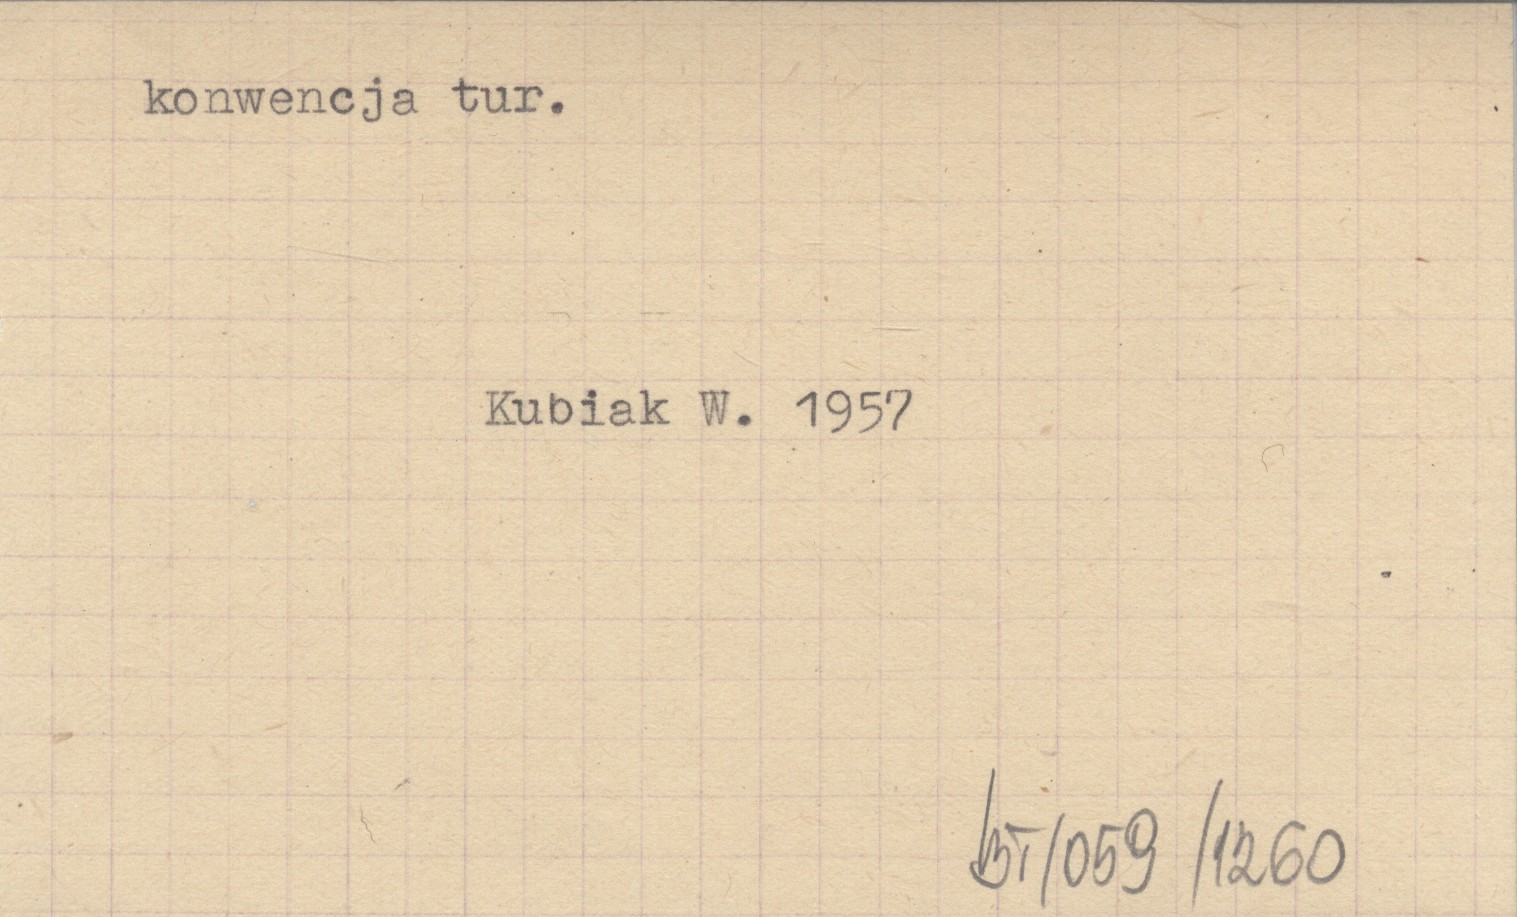 konwencja tur.
Kubiak W. 1957
BT/059/1260